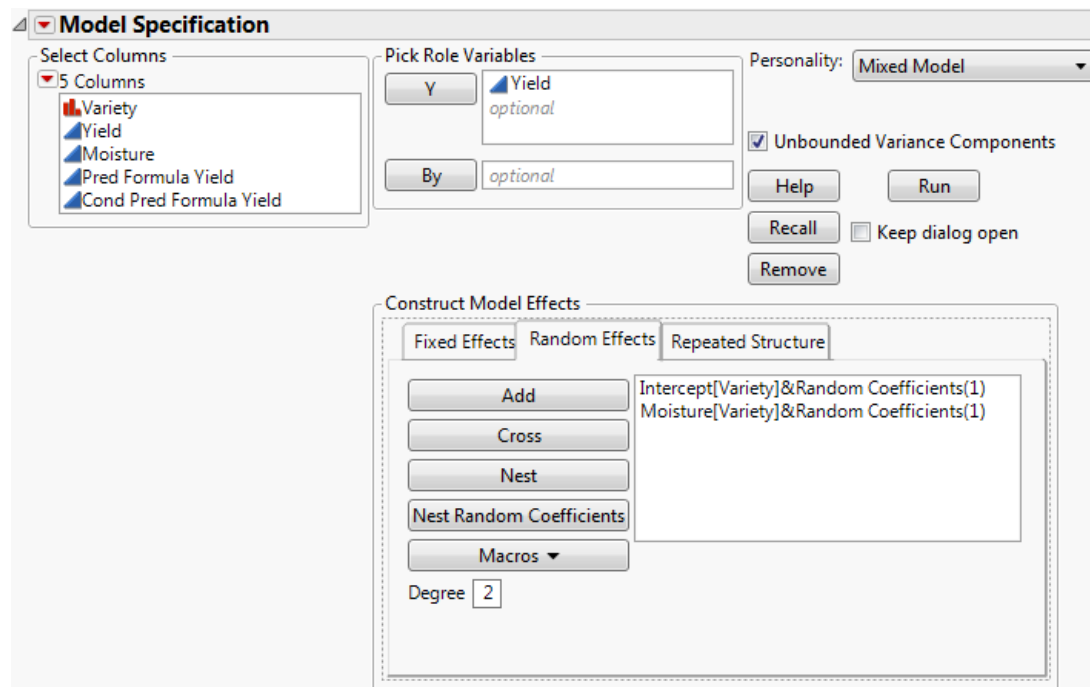 Model Specification
Select Columns
5 Columns
Variety
Yield
Moisture
Pred Formula Yield
Cond Pred Formula Yield
Pick Role Variables
Y
Yield
optional
By
optional
Personality:
Mixed Model
Unbounded Variance Components
Help
Run
Recall
Keep dialog open
Remove
Construct Model Effects
Fixed Effects
Random Effects
Repeated Structure
Add
Cross
Nest
Nest Random Coefficients
Macros
Degree 2
Intercept[Variety]&Random Coefficients(1)
Moisture[Variety]&Random Coefficients(1)